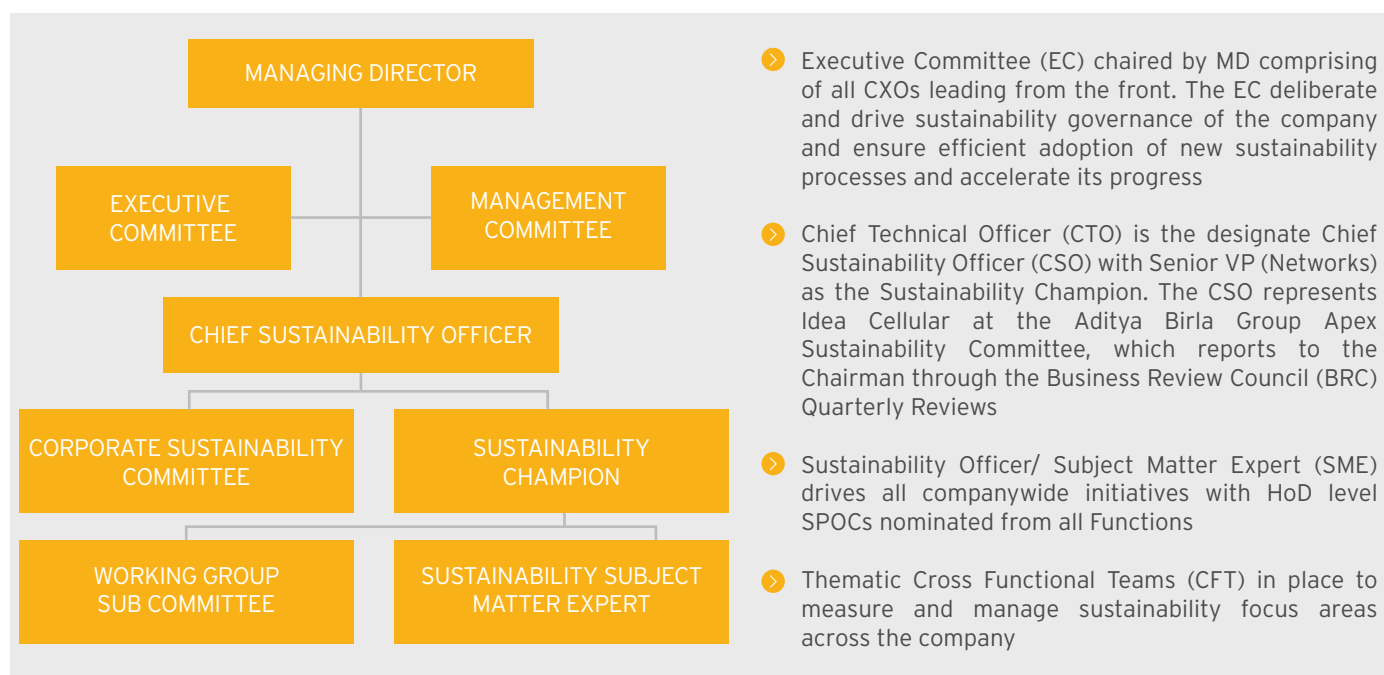 MANAGING DIRECTOR
EXECUTIVE
COMMITTEE
MANAGEMENT
COMMITTEE
CHIEF SUSTAINABILITY OFFICER
CORPORATE SUSTAINABILITY
COMMITTEE
SUSTAINABILITY
CHAMPION
WORKING GROUP
SUB COMMITTEE
SUSTAINABILITY SUBJECT
MATTER EXPERT
Executive Committee (EC) chaired by MD comprising
of all CXOs leading from the front. The EC deliberate
and drive sustainability governance of the company
and ensure efficient adoption of new sustainability
processes and accelerate its progress
Chief Technical Officer (CTO) is the designate Chief
Sustainability Officer (CSO) with Senior VP (Networks)
as the Sustainability Champion. The CSO represents
Idea Cellular at the Aditya Birla Group Apex
Sustainability Committee, which reports to the
Chairman through the Business Review Council (BRC)
Quarterly Reviews
Sustainability Officer/ Subject Matter Expert (SME)
drives all companywide initiatives with HoD level
SPOCs nominated from all Functions
Thematic Cross Functional Teams (CFT) in place to
measure and manage sustainability focus areas
across the company